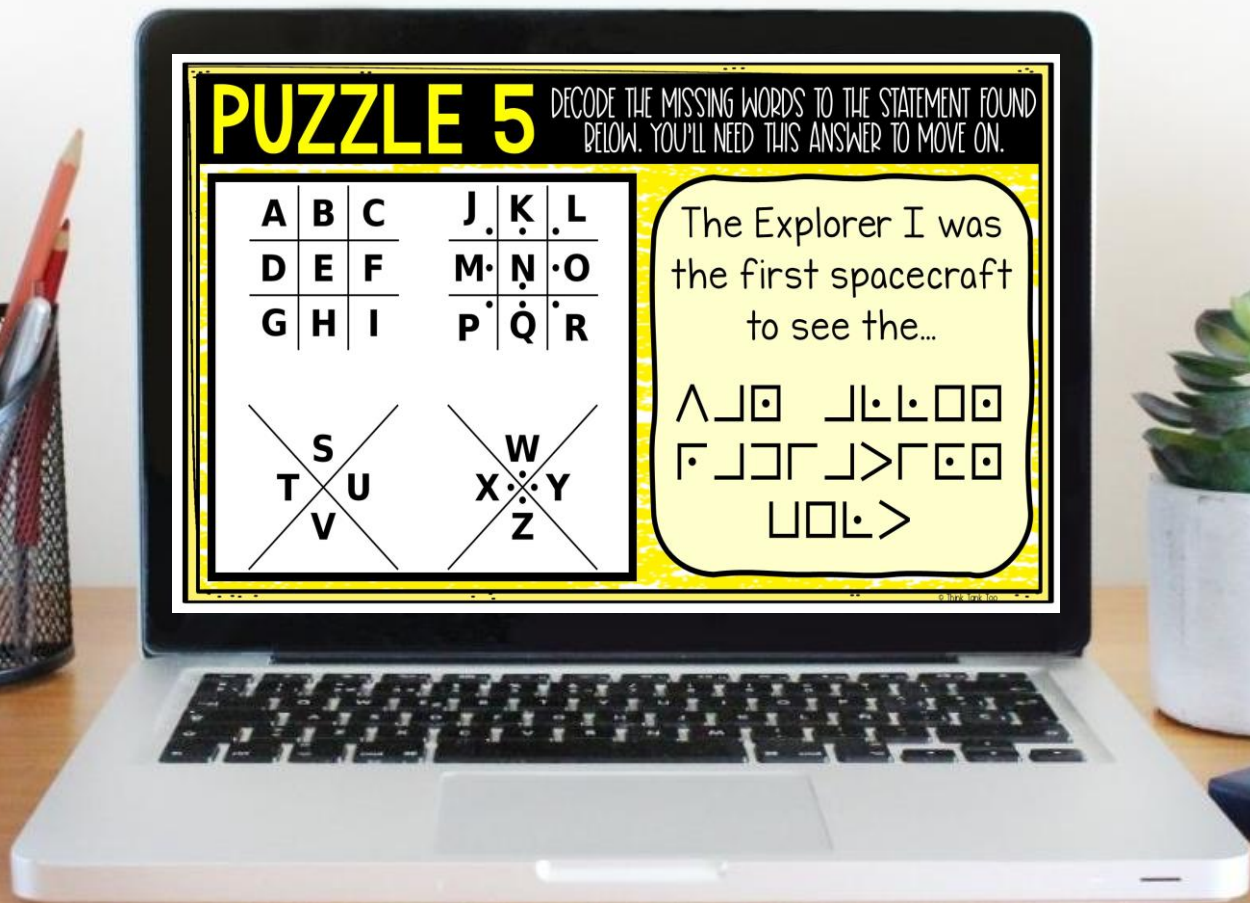 PUZZLE 5
DECODE THE MISSING WORDS TO THE STATEMENT FOUND
BELOW. YOU'LL NEED THIS ANSWER TO MOVE ON.
A B C
D E F
G H I
J K L
M N O
P Q R
S
T U
V
W
X Y
Z
The Explorer I was
the first spacecraft
to see the...
© Think Tank Too